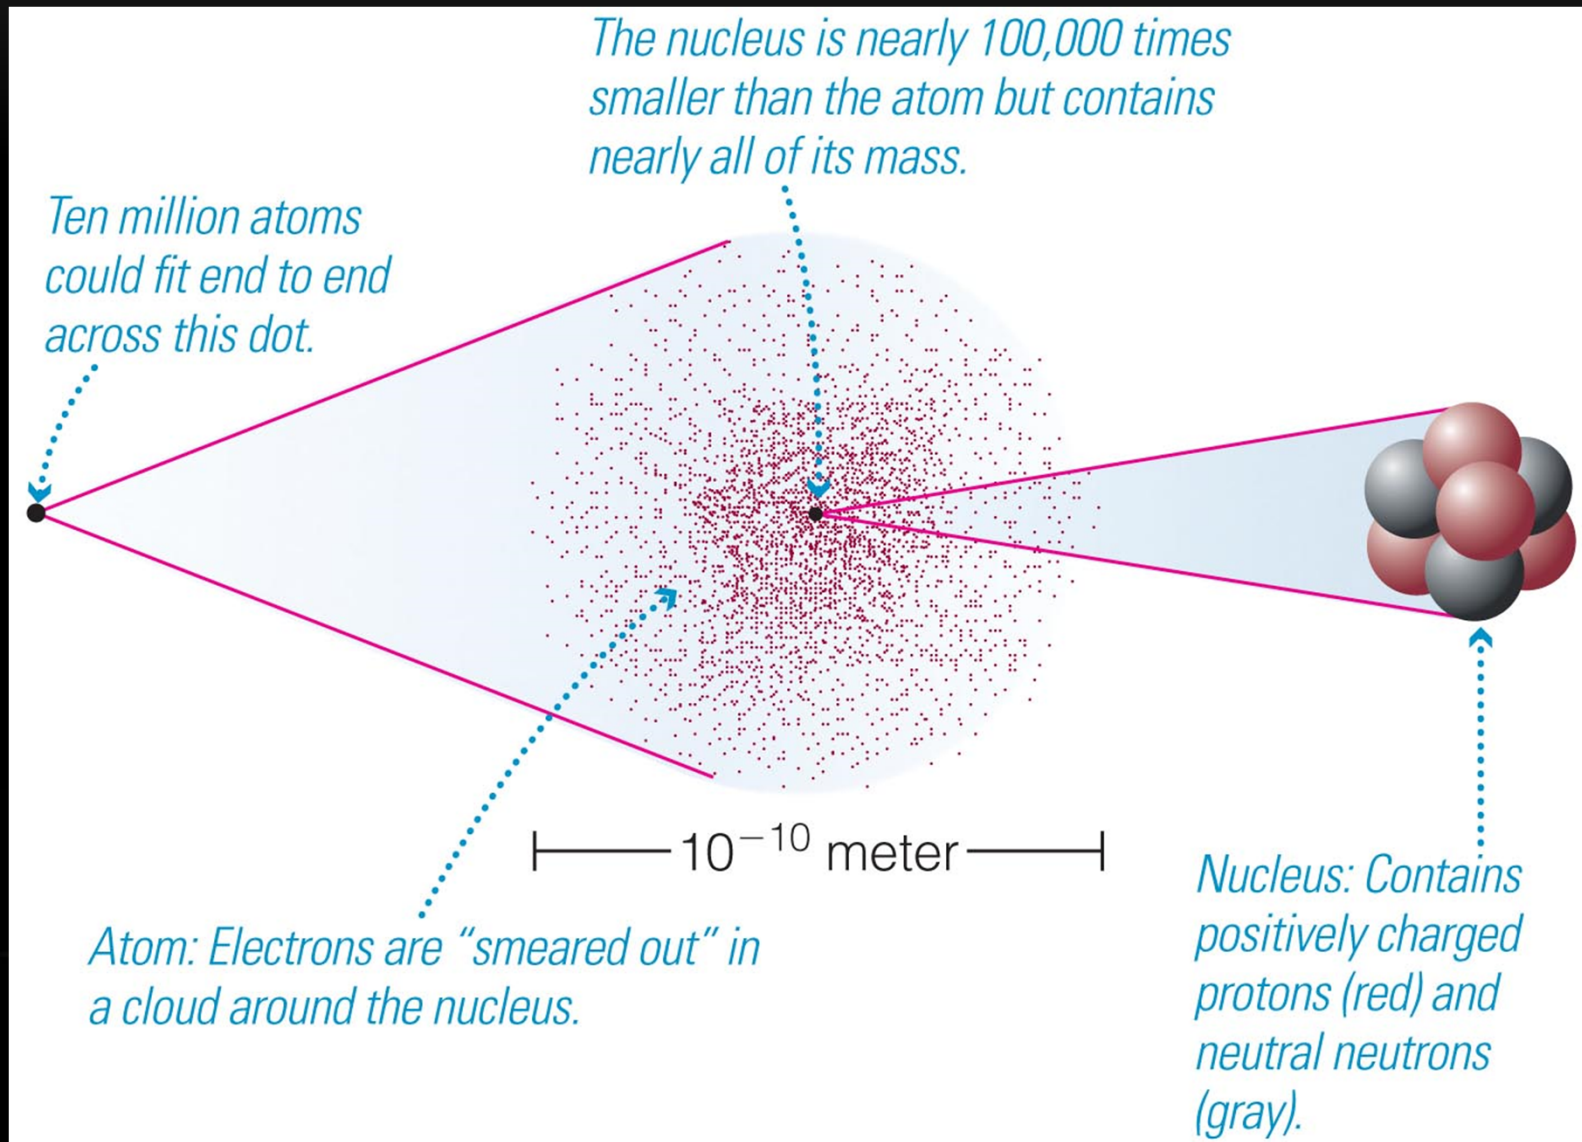 The nucleus is nearly 100,000 times
smaller than the atom but contains
nearly all of its mass.
Ten million atoms
could fit end to end
across this dot.
10⁻¹⁰ meter
Atom: Electrons are “smeared out” in
a cloud around the nucleus.
Nucleus: Contains
positively charged
protons (red) and
neutral neutrons
(gray).